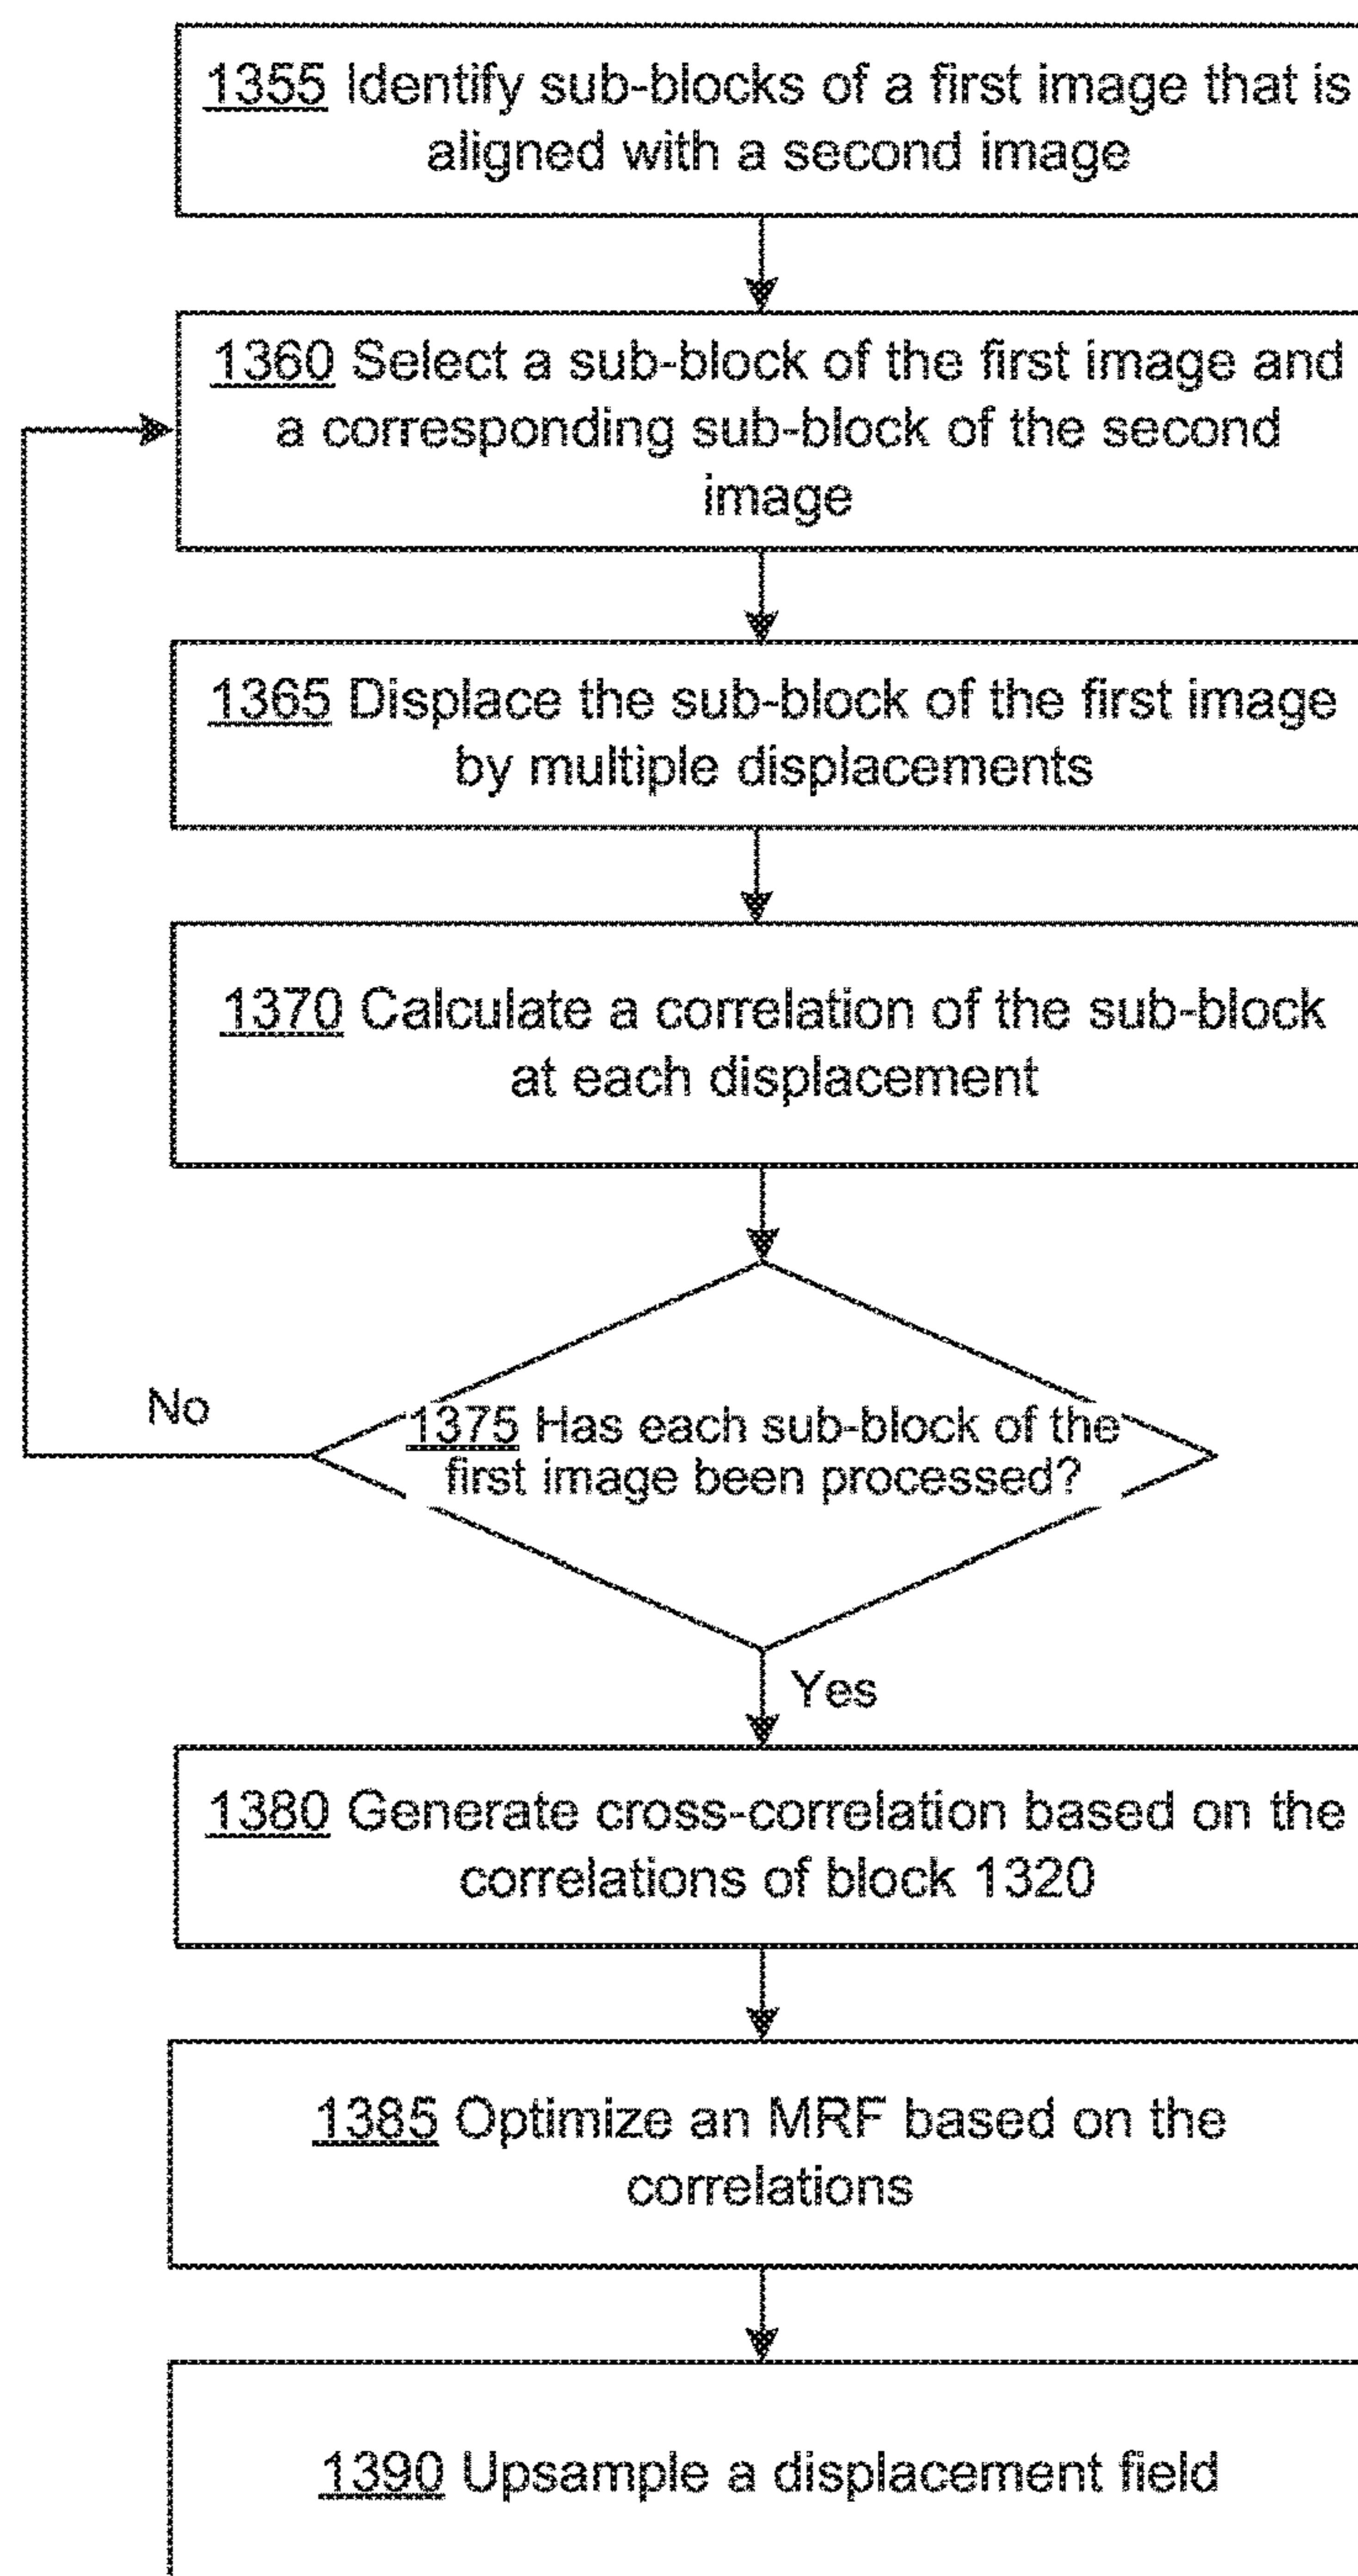 1355 Identify sub-blocks of a first image that is
aligned with a second image
1360 Select a sub-block of the first image and
a corresponding sub-block of the second
image
1365 Displace the sub-block of the first image
by multiple displacements
1370 Calculate a correlation of the sub-block
at each displacement
No
1375 Has each sub-block of the
first image been processed?
Yes
1380 Generate cross-correlation based on the
correlations of block 1320
1385 Optimize an MRF based on the
correlations
1390 Upsample a displacement field